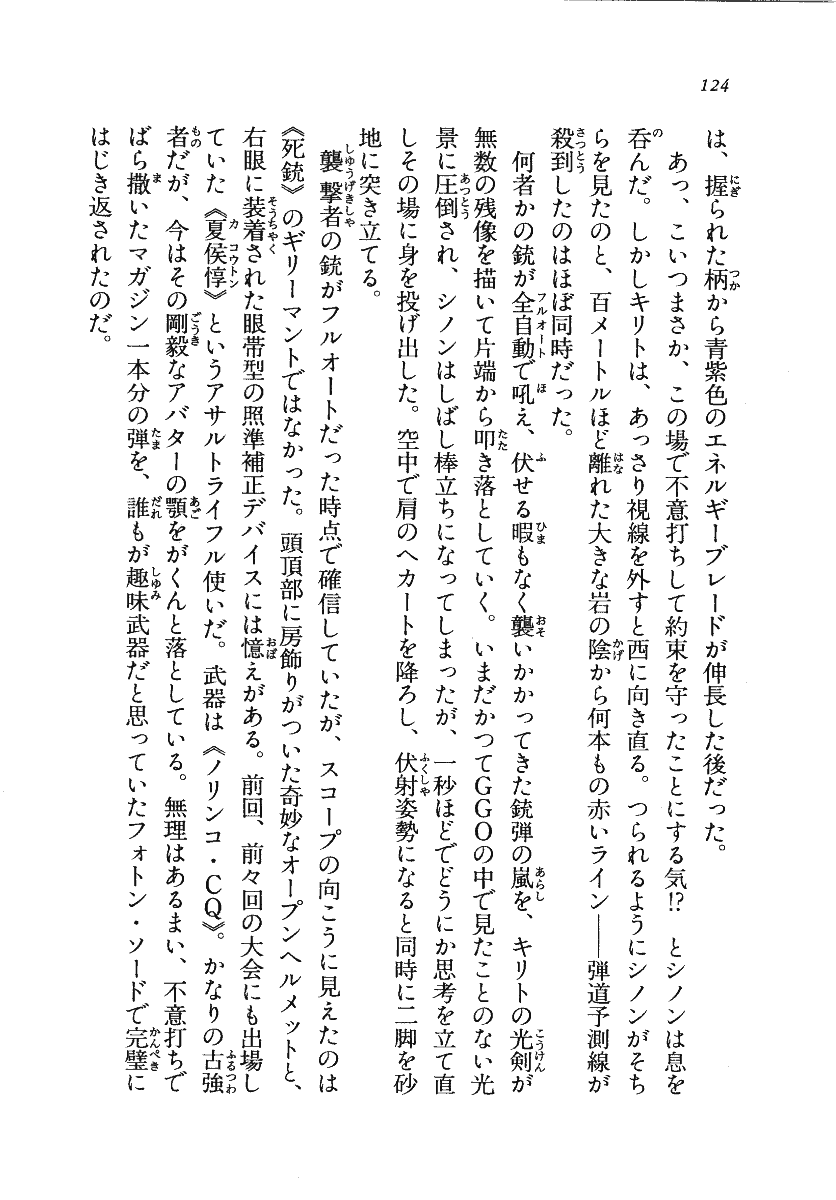 124
は、握られた柄から青紫色のエネルギーブレードが伸長した後だった。
　あっ、こいつまさか、この場で不意打ちして約束を守ったことにする気!?　とシノンは息を
呑んだ。しかしキリトは、あっさり視線を外すと西に向き直る。つられるようにシノンがそち
らを見たのと、百メートルほど離れた大きな岩の陰から何本もの赤いライン――弾道予測線が
殺到したのはほぼ同時だった。
　何者かの銃が全自動で吼え、伏せる暇もなく襲いかかってきた銃弾の嵐を、キリトの光剣が
無数の残像を描いて片端から叩き落としていく。いまだかつてGGOの中で見たことのない光
景に圧倒され、シノンはしばし棒立ちになってしまったが、一秒ほどでどうにか思考を立て直
しその場に身を投げ出した。空中で肩のヘカートを降ろし、伏射姿勢になると同時に二脚を砂
地に突き立てる。
　襲撃者の銃がフルオートだった時点で確信していたが、スコープの向こうに見えたのは
《死銃》のギリーマントではなかった。頭頂部に房飾りがついた奇妙なオープンヘルメットと、
右眼に装着された眼帯型の照準補正デバイスには憶えがある。前回、前々回の大会にも出場し
ていた《夏侯惇》というアサルトライフル使いだ。武器は《ノリンコ・CQ》。かなりの古強
者だが、今はその剛毅なアバターの顎をがくんと落としている。無理はあるまい、不意打ちで
ばら撒いたマガジン一本分の弾を、誰もが趣味武器だと思っていたフォトン・ソードで完璧に
はじき返されたのだ。